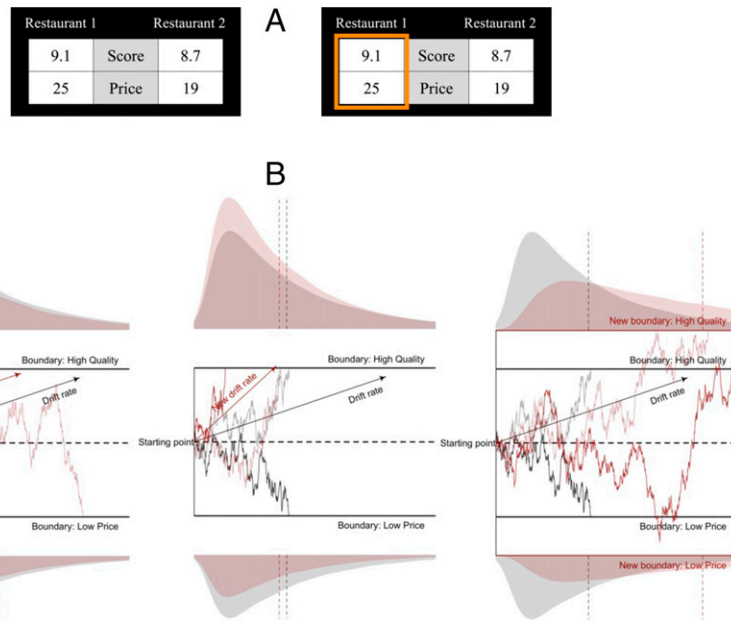 A
Restaurant 1 Restaurant 2
9.1 Score 8.7
25 Price 19
Restaurant 1 Restaurant 2
9.1 Score 8.7
25 Price 19
B
Boundary: High Quality
Drift rate
Boundary: Low Price
Boundary: High Quality
New drift rate
Drift rate
Starting point
Boundary: Low Price
New boundary: High Quality
Boundary: High Quality
Drift rate
Starting point
Boundary: Low Price
New boundary: Low Price